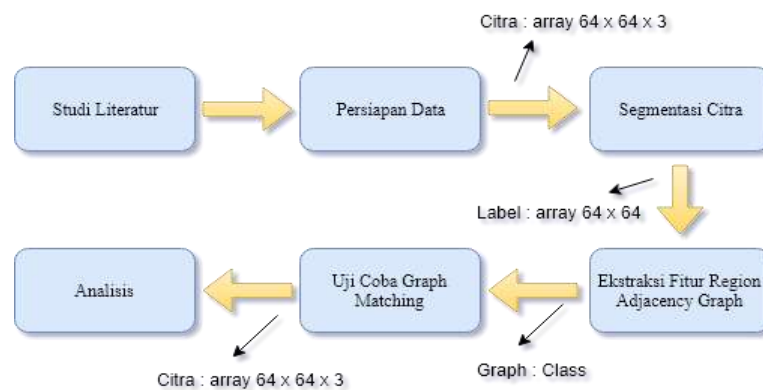 Citra : array 64 x 64 x 3
Studi Literatur
Persiapan Data
Segmentasi Citra
Label : array 64 x 64
Analisis
Uji Coba Graph
Matching
Ekstraksi Fitur Region
Adjacency Graph
Citra : array 64 x 64 x 3
Graph : Class